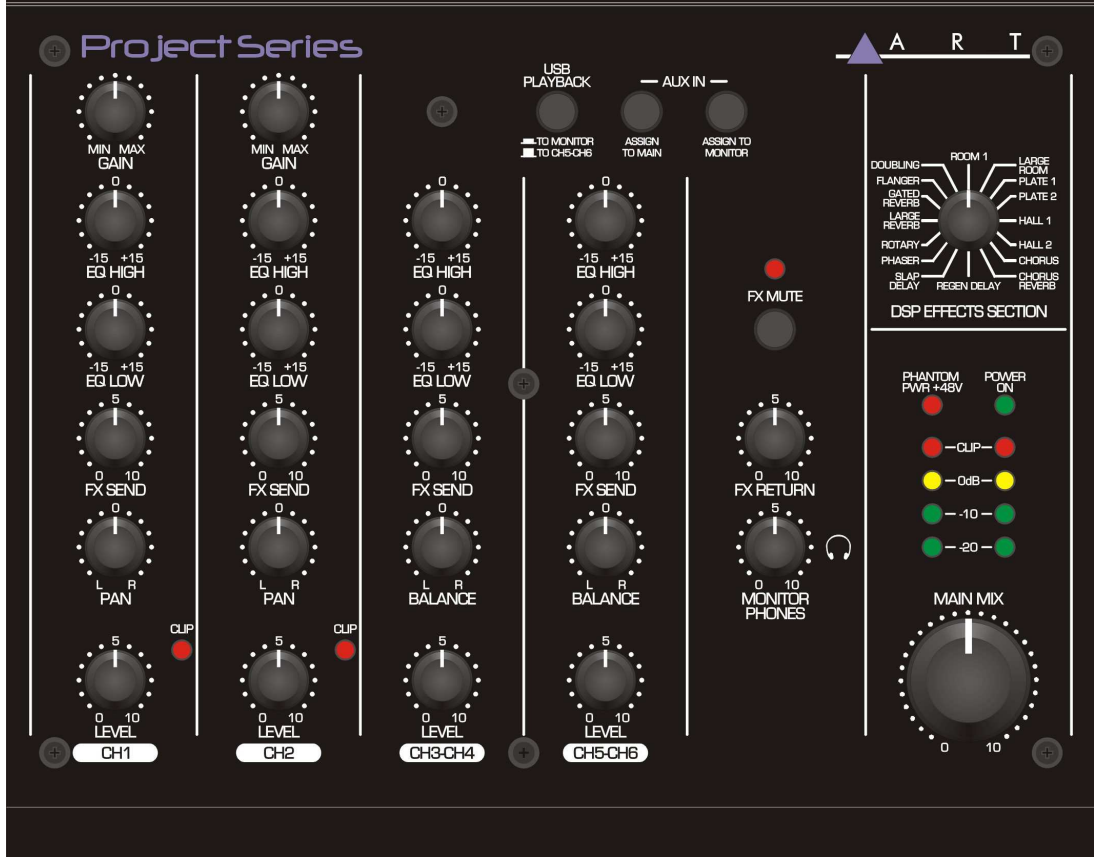 Project Series
ART
MIN MAX
GAIN
0
-15 +15
EQ HIGH
0
-15 +15
EQ LOW
5
0 10
FX SEND
0
L R
PAN
CLIP
5
0 10
LEVEL
CH1
MIN MAX
GAIN
0
-15 +15
EQ HIGH
0
-15 +15
EQ LOW
5
0 10
FX SEND
0
L R
PAN
CLIP
5
0 10
LEVEL
CH2
0
-15 +15
EQ HIGH
0
-15 +15
EQ LOW
5
0 10
FX SEND
0
L R
BALANCE
5
0 10
LEVEL
CH3-CH4
USB
PLAYBACK
TO MONITOR
TO CH5-CH6
AUX IN
ASSIGN
TO MAIN
ASSIGN TO
MONITOR
0
-15 +15
EQ HIGH
0
-15 +15
EQ LOW
5
0 10
FX SEND
0
L R
BALANCE
5
0 10
LEVEL
CH5-CH6
FX MUTE
5
0 10
FX RETURN
5
0 10
MONITOR
PHONES
ROOM 1
LARGE
ROOM
PLATE 1
PLATE 2
HALL 1
HALL 2
CHORUS
CHORUS
REVERB
REGEN DELAY
SLAP
DELAY
PHASER
ROTARY
LARGE
REVERB
GATED
REVERB
FLANGER
DOUBLING
DSP EFFECTS SECTION
PHANTOM
PWR +48V
POWER
ON
CLIP
0dB
-10
-20
MAIN MIX
0 10